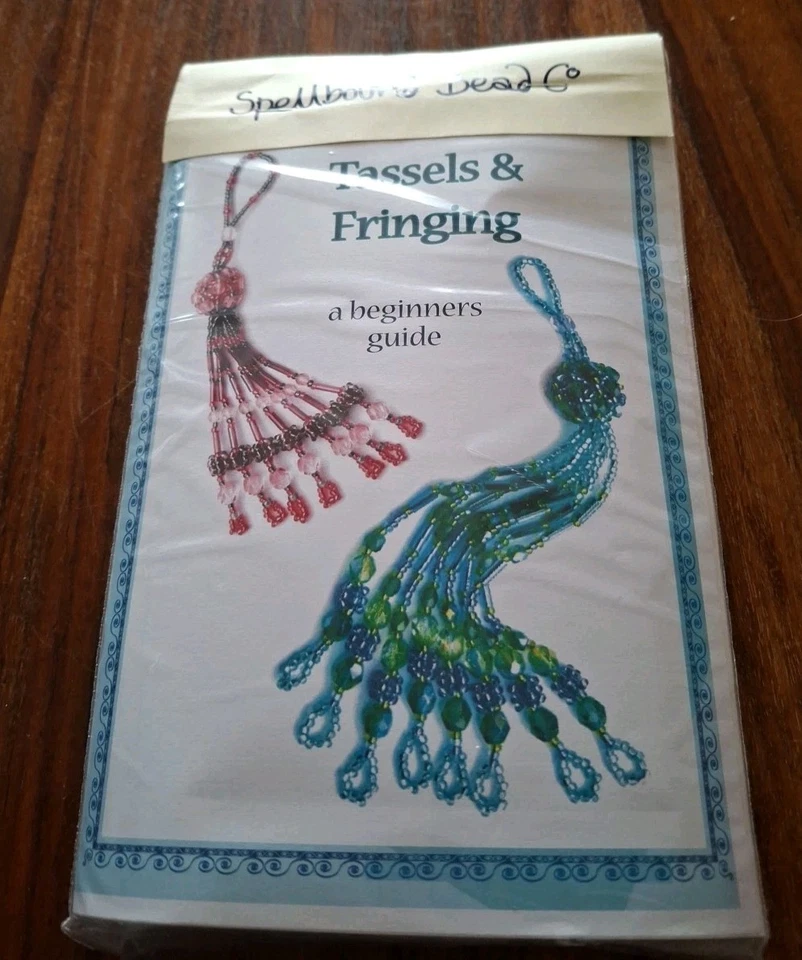 Spellbound Bead Co
Tassels &
Fringing
a beginners
guide